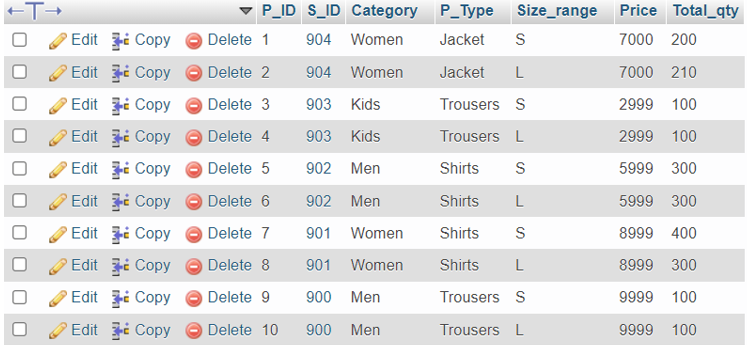 P_ID S_ID Category P_Type Size_range Price Total_qty
Edit Copy Delete 1 904 Women Jacket S 7000 200
Edit Copy Delete 2 904 Women Jacket L 7000 210
Edit Copy Delete 3 903 Kids Trousers S 2999 100
Edit Copy Delete 4 903 Kids Trousers L 2999 100
Edit Copy Delete 5 902 Men Shirts S 5999 300
Edit Copy Delete 6 902 Men Shirts L 5999 300
Edit Copy Delete 7 901 Women Shirts S 8999 400
Edit Copy Delete 8 901 Women Shirts L 8999 300
Edit Copy Delete 9 900 Men Trousers S 9999 100
Edit Copy Delete 10 900 Men Trousers L 9999 100